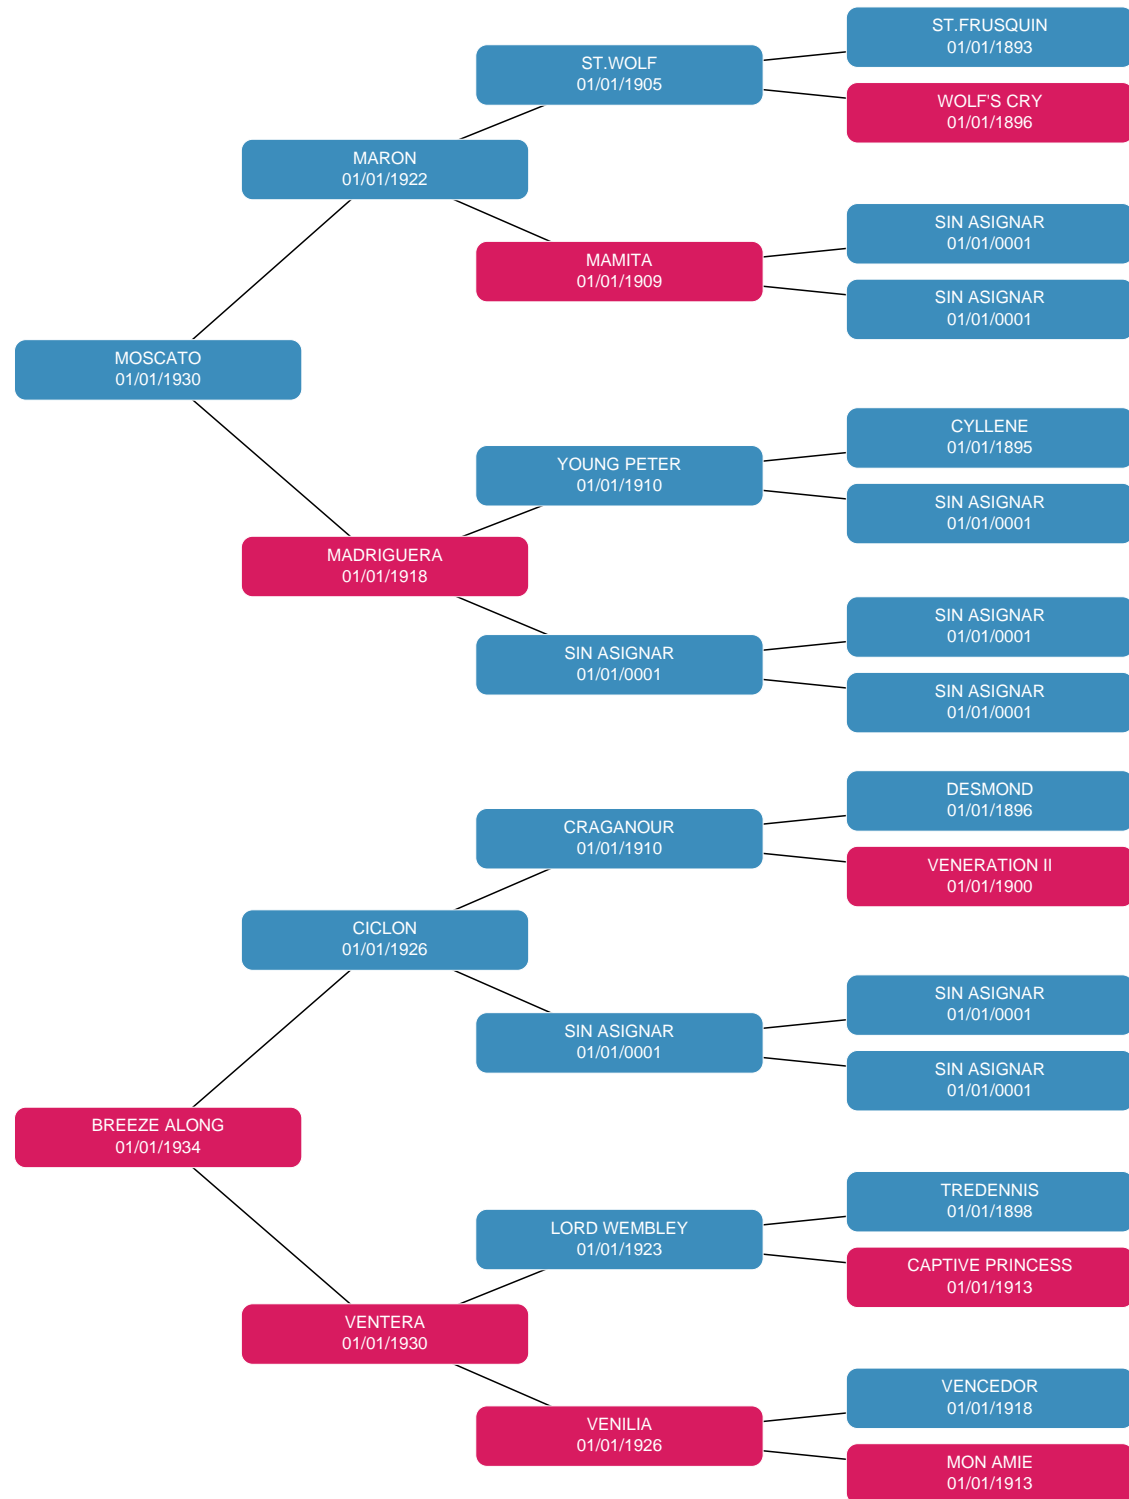 ST.FRUSQUIN
01/01/1893
ST.WOLF
01/01/1905
WOLF'S CRY
01/01/1896
MARON
01/01/1922
SIN ASIGNAR
01/01/0001
MAMITA
01/01/1909
SIN ASIGNAR
01/01/0001
MOSCATO
01/01/1930
CYLLENE
01/01/1895
YOUNG PETER
01/01/1910
SIN ASIGNAR
01/01/0001
MADRIGUERA
01/01/1918
SIN ASIGNAR
01/01/0001
SIN ASIGNAR
01/01/0001
SIN ASIGNAR
01/01/0001
DESMOND
01/01/1896
CRAGANOUR
01/01/1910
VENERATION II
01/01/1900
CICLON
01/01/1926
SIN ASIGNAR
01/01/0001
SIN ASIGNAR
01/01/0001
SIN ASIGNAR
01/01/0001
BREEZE ALONG
01/01/1934
TREDENNIS
01/01/1898
LORD WEMBLEY
01/01/1923
CAPTIVE PRINCESS
01/01/1913
VENTERA
01/01/1930
VENCEDOR
01/01/1918
VENILIA
01/01/1926
MON AMIE
01/01/1913